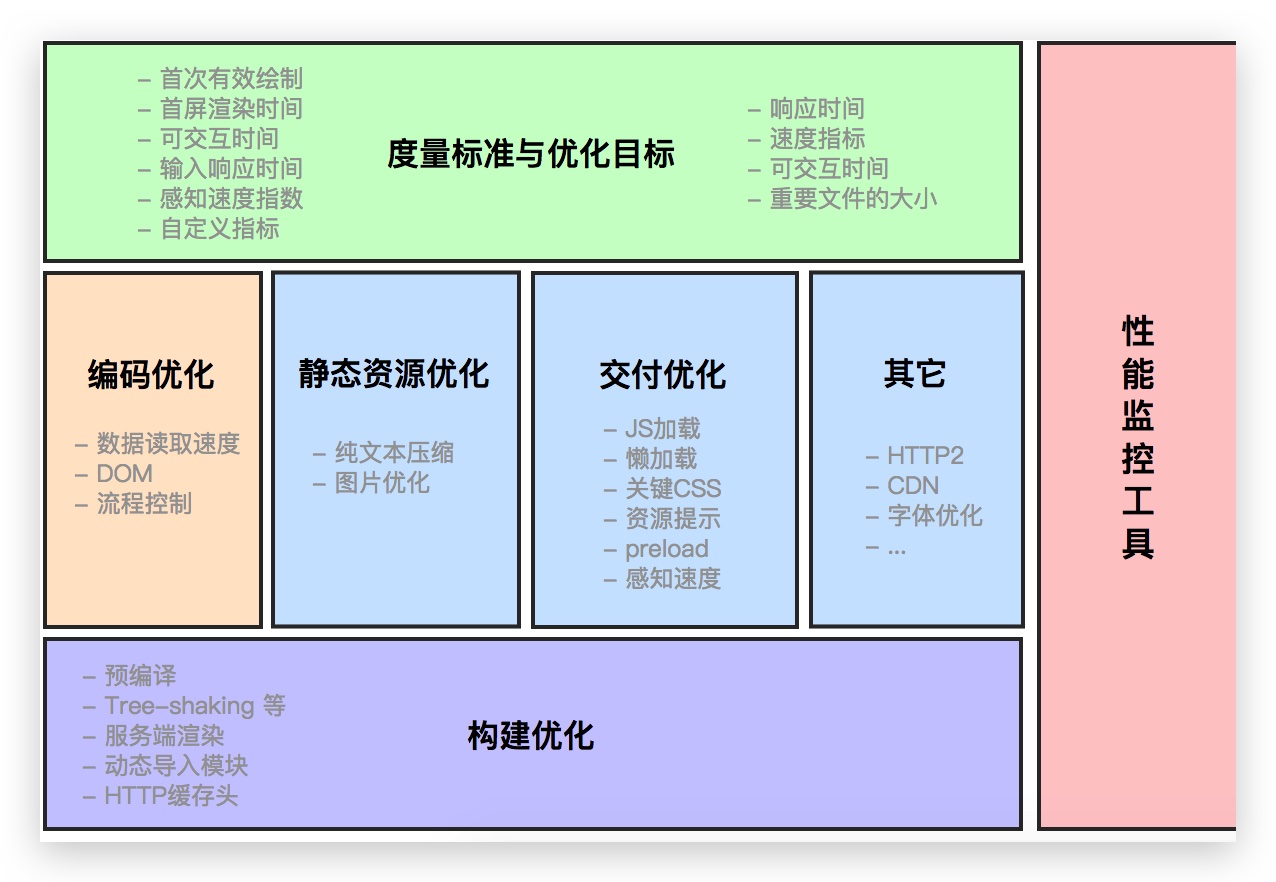 – 首次有效绘制
– 首屏渲染时间
– 可交互时间
– 输入响应时间
– 感知速度指数
– 自定义指标
度量标准与优化目标
– 响应时间
– 速度指标
– 可交互时间
– 重要文件的大小
编码优化
– 数据读取速度
– DOM
– 流程控制
静态资源优化
– 纯文本压缩
– 图片优化
交付优化
– JS加载
– 懒加载
– 关键CSS
– 资源提示
– preload
– 感知速度
其它
– HTTP2
– CDN
– 字体优化
– ...
– 预编译
– Tree–shaking 等
– 服务端渲染
– 动态导入模块
– HTTP缓存头
构建优化
性能监控工具